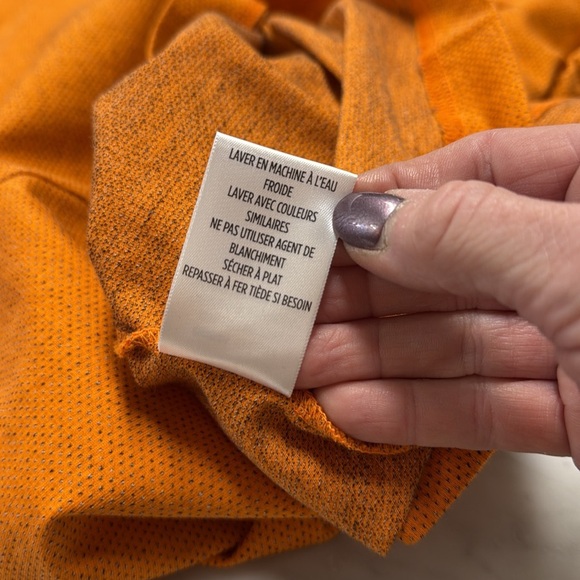 LAVER EN MACHINE À L'EAU
FROIDE
LAVER AVEC COULEURS
SIMILAIRES
NE PAS UTILISER AGENT DE
BLANCHIMENT
SÉCHER À PLAT
REPASSER À FER TIÈDE SI BESOIN